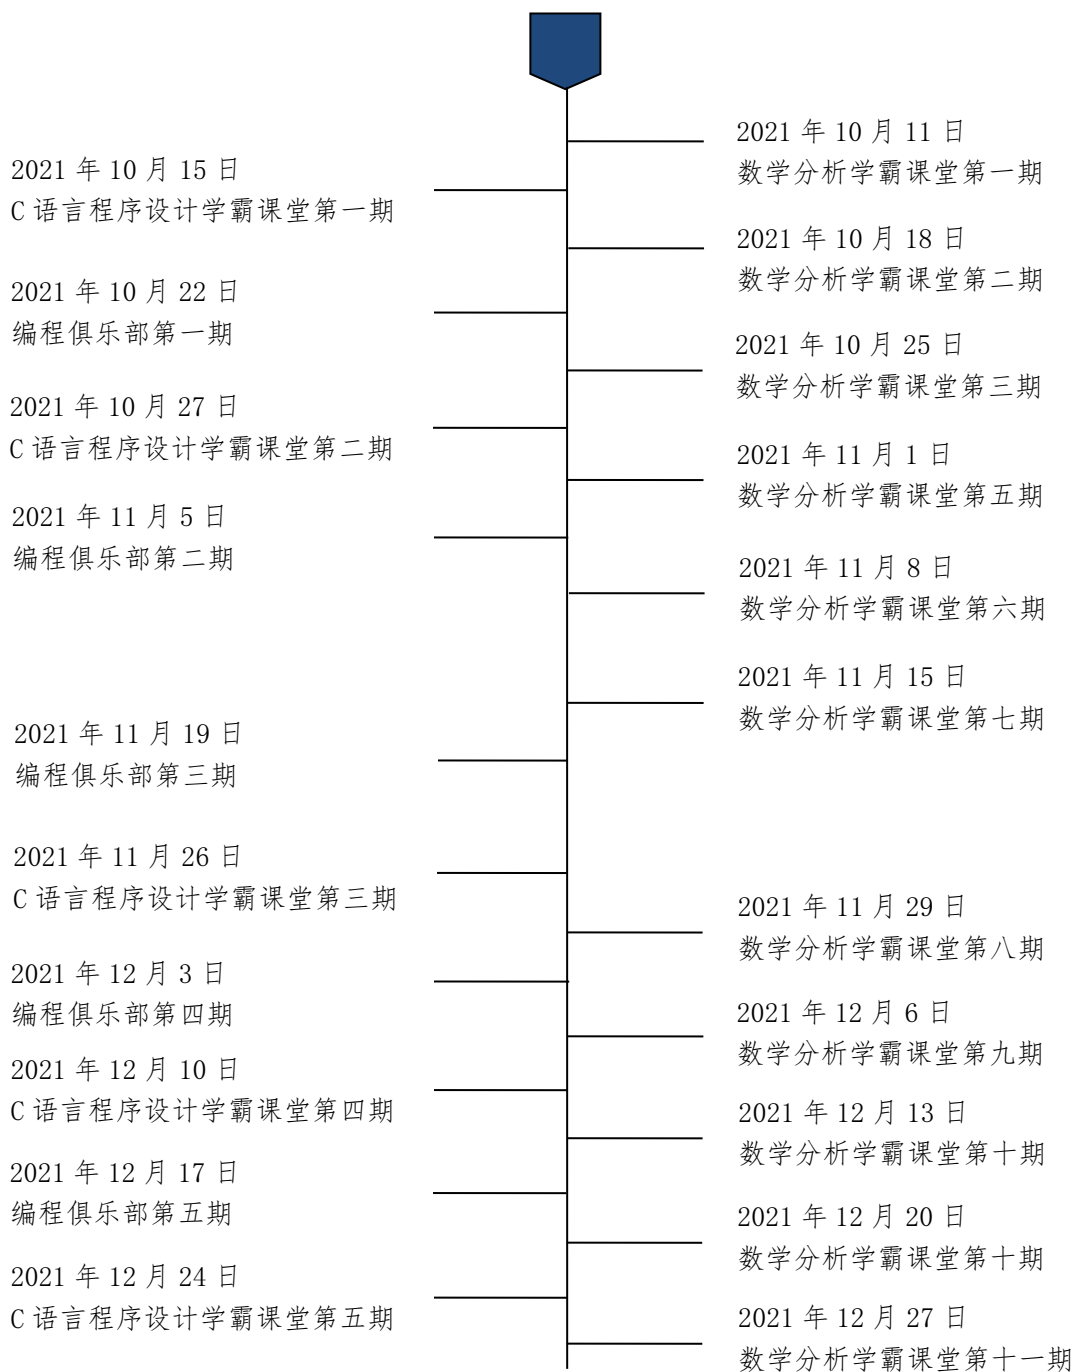 2021 年 10 月 11 日
数学分析学霸课堂第一期
2021 年 10 月 15 日
C 语言程序设计学霸课堂第一期
2021 年 10 月 18 日
数学分析学霸课堂第二期
2021 年 10 月 22 日
编程俱乐部第一期
2021 年 10 月 25 日
数学分析学霸课堂第三期
2021 年 10 月 27 日
C 语言程序设计学霸课堂第二期
2021 年 11 月 1 日
数学分析学霸课堂第五期
2021 年 11 月 5 日
编程俱乐部第二期
2021 年 11 月 8 日
数学分析学霸课堂第六期
2021 年 11 月 15 日
数学分析学霸课堂第七期
2021 年 11 月 19 日
编程俱乐部第三期
2021 年 11 月 26 日
C 语言程序设计学霸课堂第三期
2021 年 11 月 29 日
数学分析学霸课堂第八期
2021 年 12 月 3 日
编程俱乐部第四期
2021 年 12 月 6 日
数学分析学霸课堂第九期
2021 年 12 月 10 日
C 语言程序设计学霸课堂第四期
2021 年 12 月 13 日
数学分析学霸课堂第十期
2021 年 12 月 17 日
编程俱乐部第五期
2021 年 12 月 20 日
数学分析学霸课堂第十期
2021 年 12 月 24 日
C 语言程序设计学霸课堂第五期
2021 年 12 月 27 日
数学分析学霸课堂第十一期